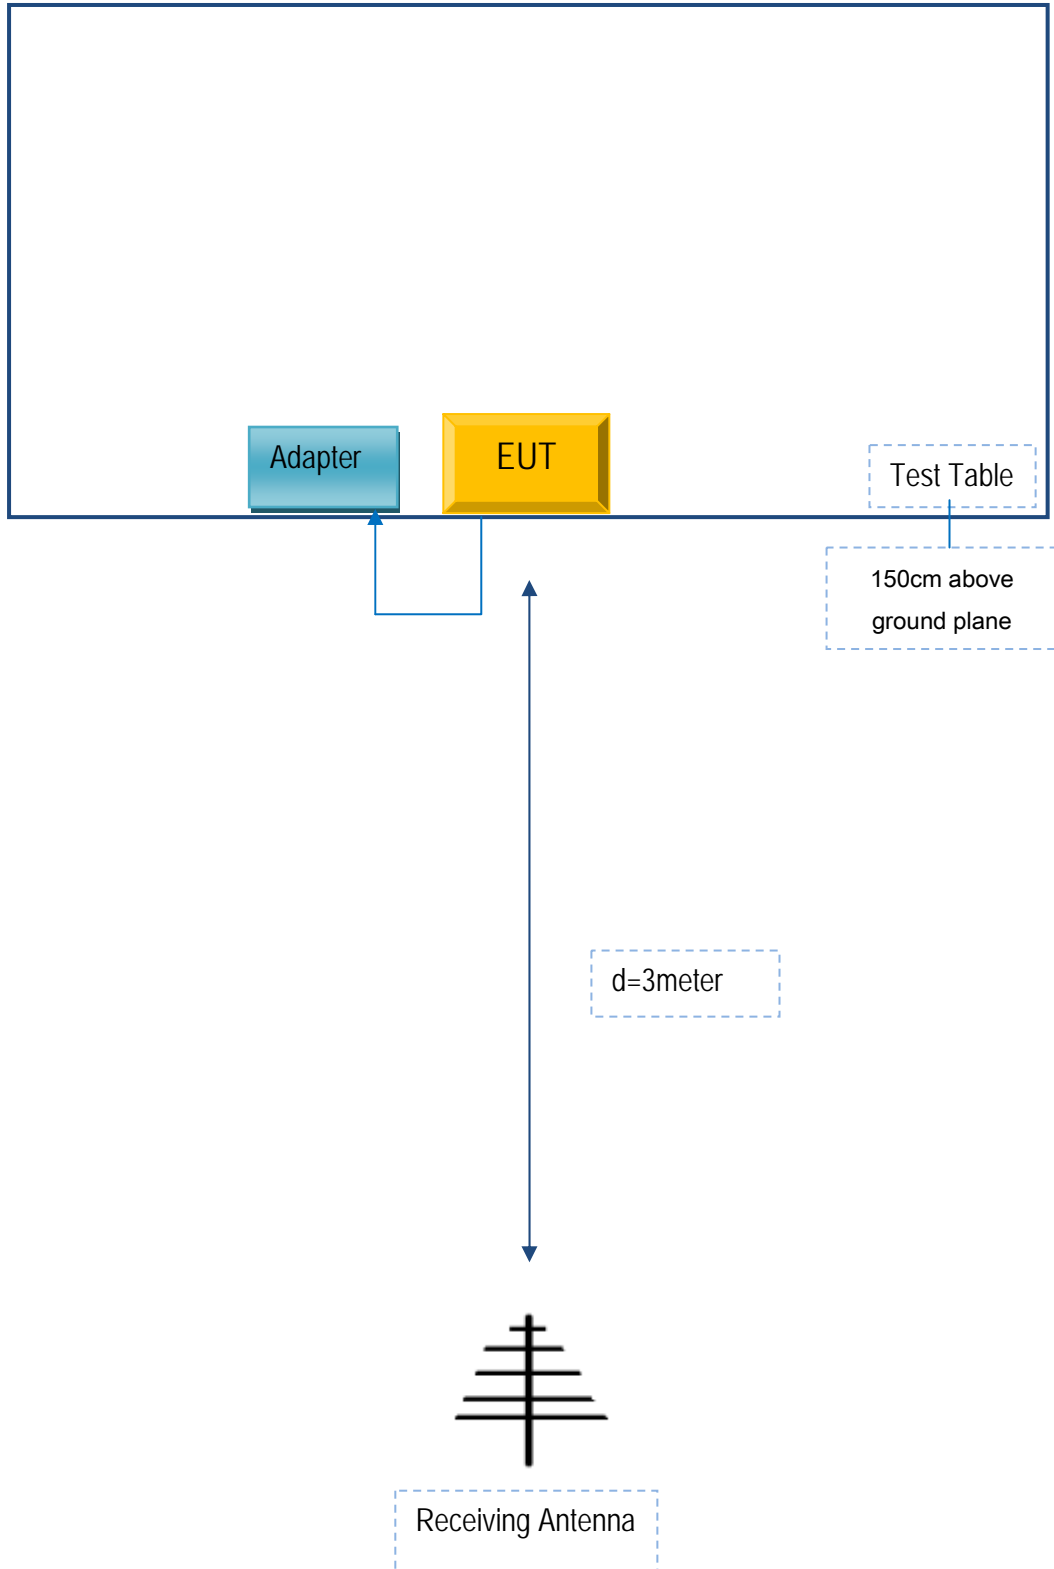 Adapter
EUT
Test Table
150cm above
ground plane
d=3meter
Receiving Antenna